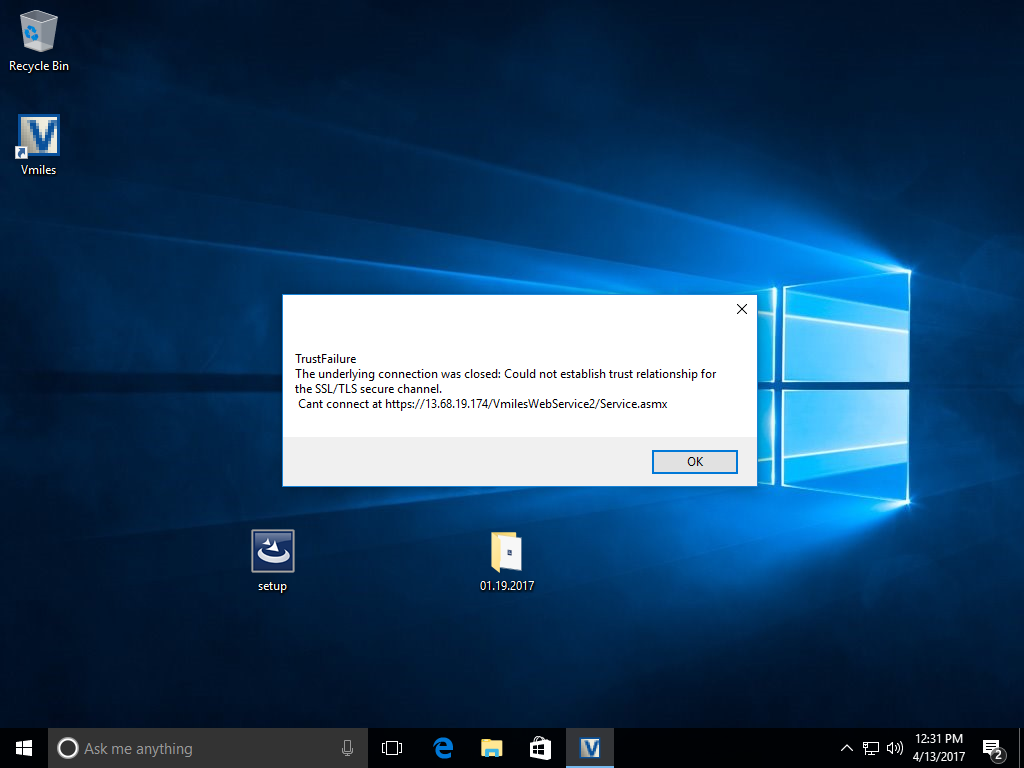 Recycle Bin
Vmiles
TrustFailure
The underlying connection was closed: Could not establish trust relationship for
the SSL/TLS secure channel.
Cant connect at https://13.68.19.174/VmilesWebService2/Service.asmx
OK
setup
01.19.2017
Ask me anything
12:31 PM
4/13/2017
2